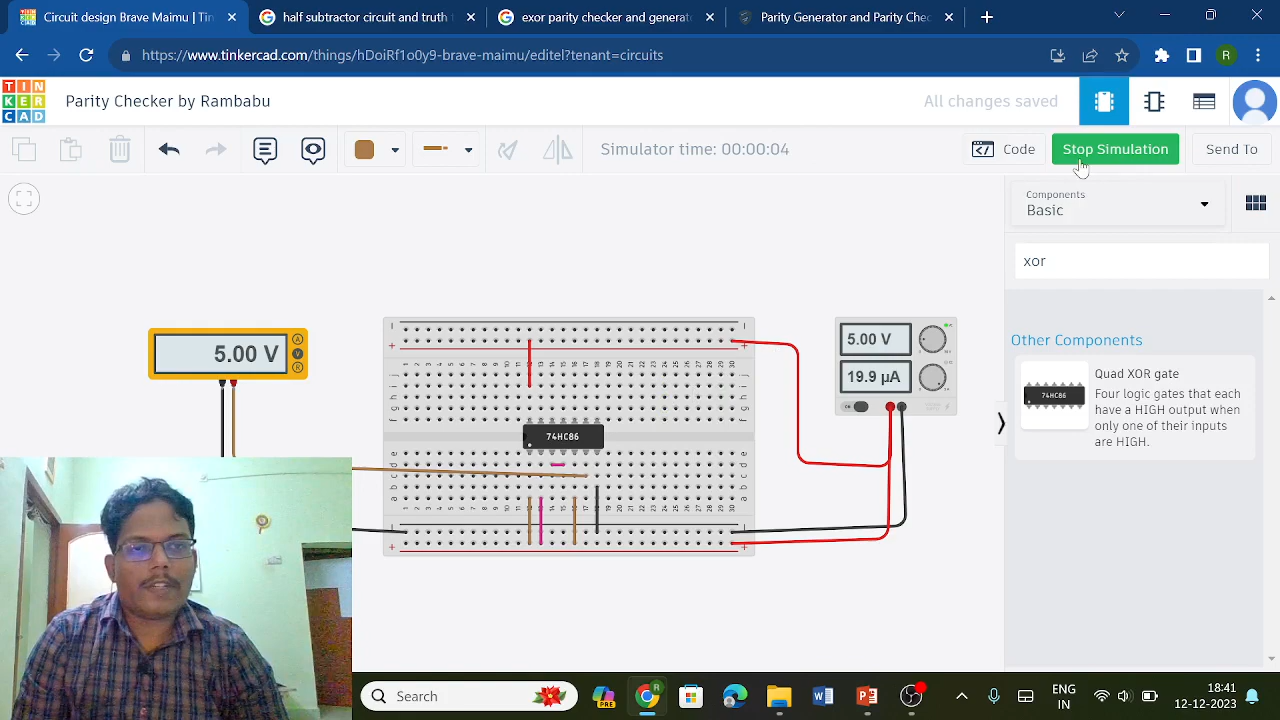 Circuit design Brave Maimu | Tin
half subtractor circuit and truth t
exor parity checker and generato
Parity Generator and Parity Chec
https://www.tinkercad.com/things/hDoiRf1o0y9-brave-maimu/editel?tenant=circuits
R
TIN
KER
CAD
Parity Checker by Rambabu
All changes saved
Simulator time: 00:00:04
Code
Stop Simulation
Send To
Components
Basic
xor
Other Components
74HC86
Quad XOR gate
Four logic gates that each
have a HIGH output when
only one of their inputs
are HIGH.
5.00 V
A
V
R
5.00 V
19.9 µA
74HC86
Search
PRE
ENG
IN
18:41
12-12-2023